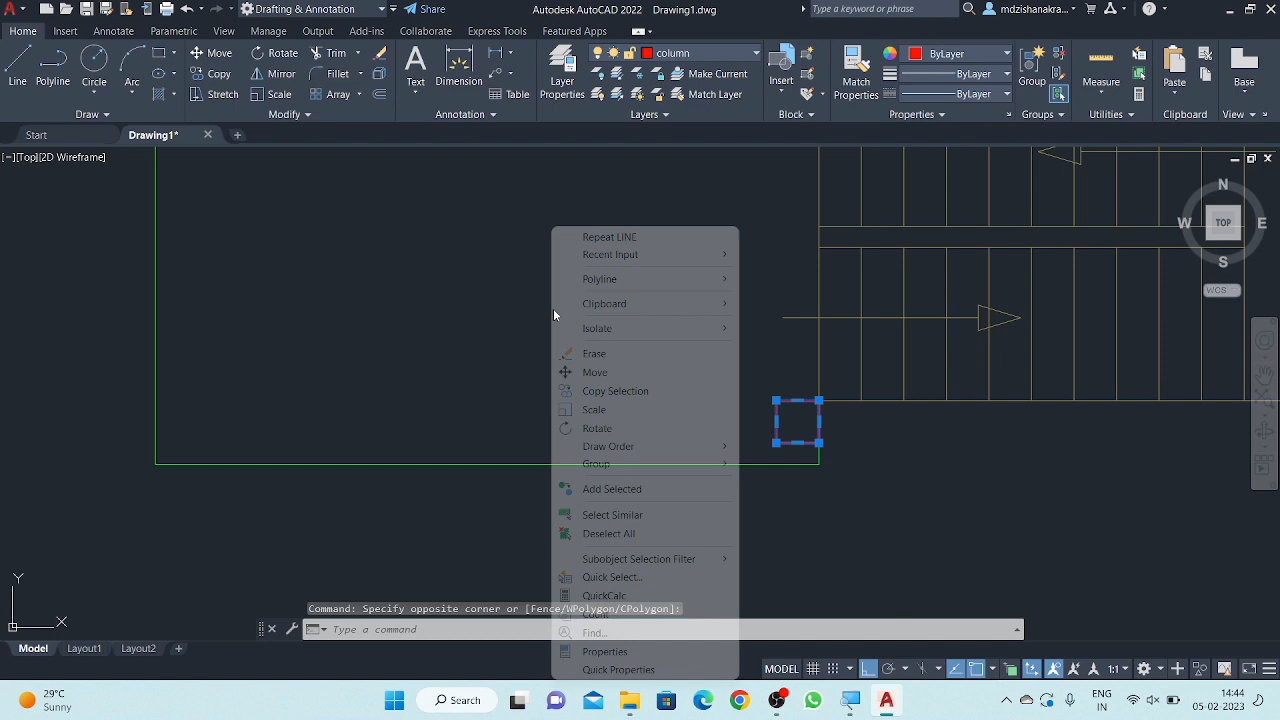 Drafting & Annotation
Share
Autodesk AutoCAD 2022 Drawing1.dwg
Type a keyword or phrase
mdzishanakra...
Home Insert Annotate Parametric View Manage Output Add-ins Collaborate Express Tools Featured Apps
Line Polyline Circle Arc
Move Rotate
Copy Mirror Fillet
Stretch Scale Array
Text Dimension Table
Layer Properties
column
Make Current
Match Layer
Insert
Match Properties
ByLayer
ByLayer
ByLayer
Group Measure Paste Base
Draw Modify Annotation Layers Block Properties Groups Utilities Clipboard View
Start Drawing1*
[−][Top][2D Wireframe]
N
W TOP E
S
WCS
Repeat LINE
Recent Input
Polyline
Clipboard
Isolate
Erase
Move
Copy Selection
Scale
Rotate
Draw Order
Group
Add Selected
Select Similar
Deselect All
Subobject Selection Filter
Quick Select...
QuickCalc
Count
Find...
Properties
Quick Properties
Y
X
Command: Specify opposite corner or [Fence/WPolygon/CPolygon]:
Type a command
Model Layout1 Layout2
MODEL 1:1
29°C
Sunny
Search
ENG
IN
14:44
05-02-2023